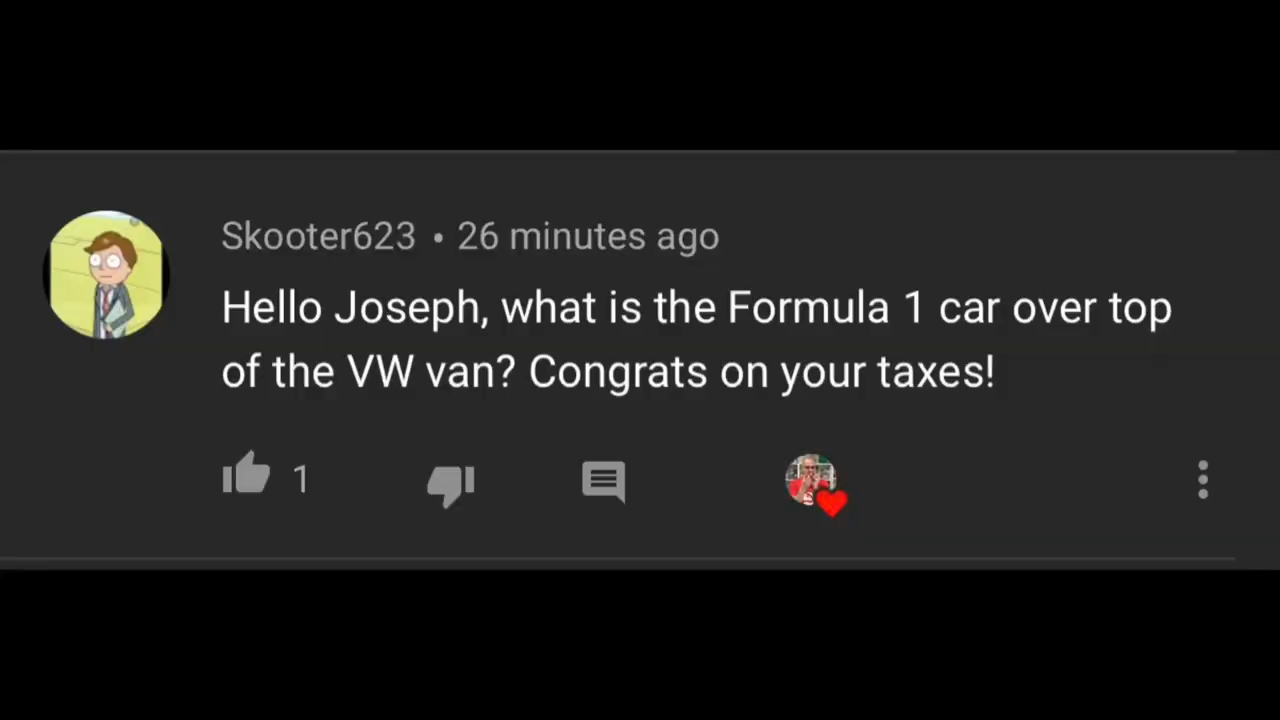 Skooter623 • 26 minutes ago
Hello Joseph, what is the Formula 1 car over top
of the VW van? Congrats on your taxes!
1